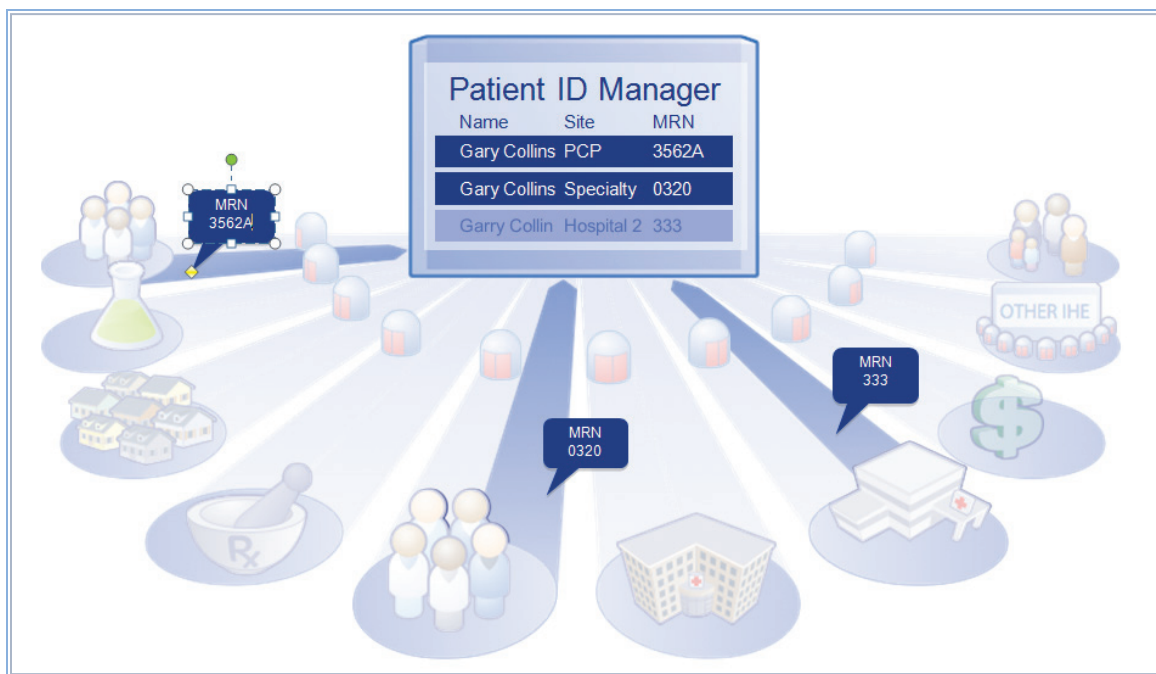 Patient ID Manager
Name Site MRN
Gary Collins PCP 3562A
Gary Collins Specialty 0320
Garry Collin Hospital 2 333
MRN
3562A
OTHER IHE
MRN
333
MRN
0320
Rx